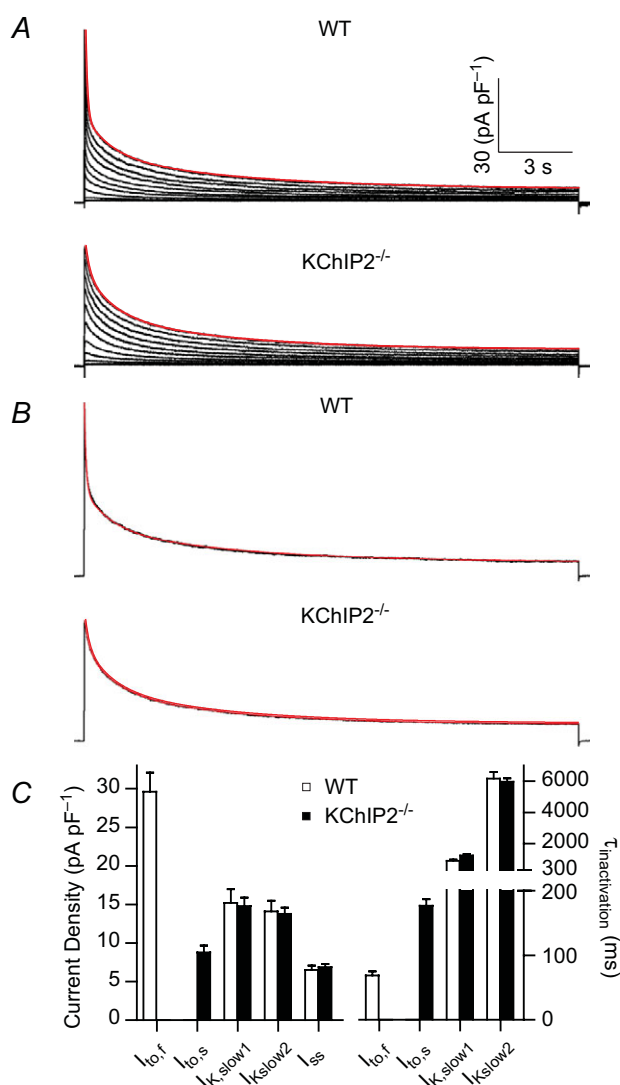 A
WT
30 (pA pF⁻¹)
3 s
KChIP2⁻/⁻
B
WT
KChIP2⁻/⁻
C
WT
KChIP2⁻/⁻
Current Density (pA pF⁻¹)
30
25
20
15
10
5
0
6000
2000
300
200
100
0
τinactivation (ms)
Ito,f
Ito,s
IK,slow1
IKslow2
Iss
Ito,f
Ito,s
IK,slow1
IKslow2